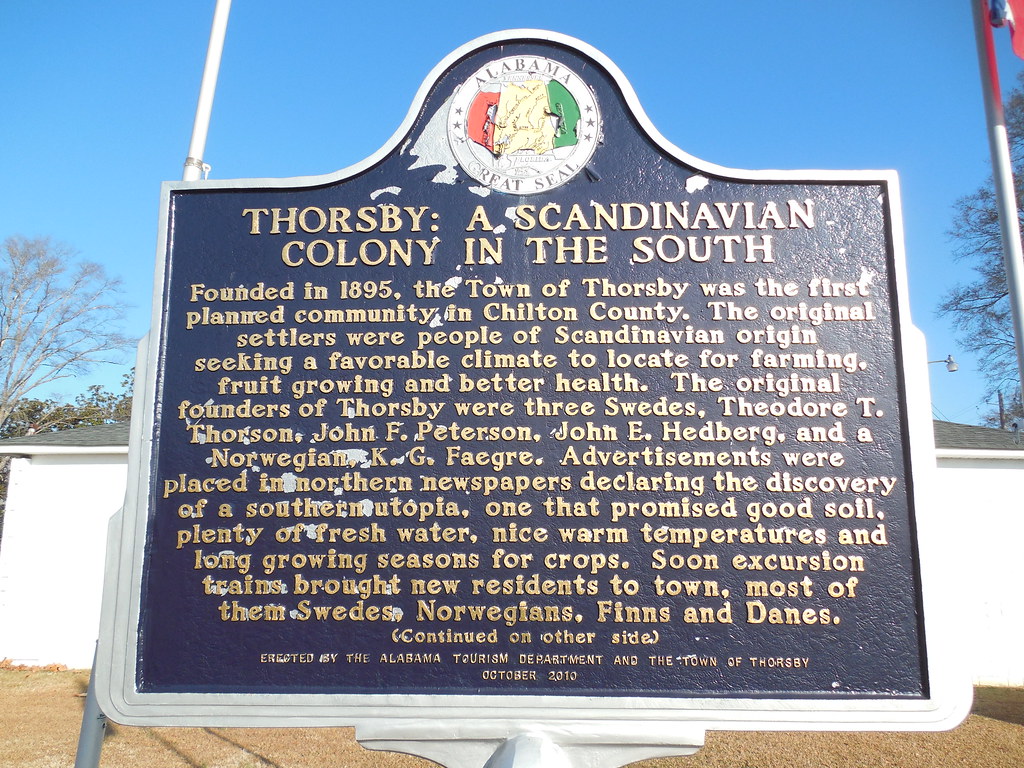 ALABAMA
FLORIDA
GREAT SEAL
THORSBY: A SCANDINAVIAN
COLONY IN THE SOUTH
Founded in 1895, the Town of Thorsby was the first
planned community in Chilton County. The original
settlers were people of Scandinavian origin
seeking a favorable climate to locate for farming,
fruit growing and better health. The original
founders of Thorsby were three Swedes, Theodore T.
Thorson, John F. Peterson, John E. Hedberg, and a
Norwegian, K. G. Faegre. Advertisements were
placed in northern newspapers declaring the discovery
of a southern utopia, one that promised good soil,
plenty of fresh water, nice warm temperatures and
long growing seasons for crops. Soon excursion
trains brought new residents to town, most of
them Swedes, Norwegians, Finns and Danes.
(Continued on other side)
ERECTED BY THE ALABAMA TOURISM DEPARTMENT AND THE TOWN OF THORSBY
OCTOBER 2010